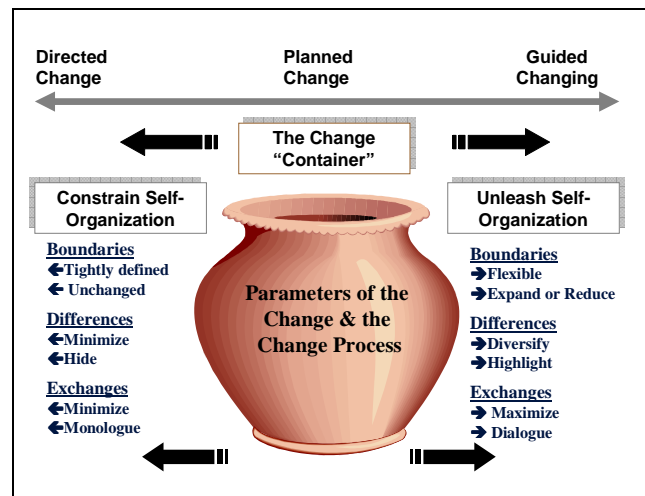 Directed
Change
Planned
Change
Guided
Changing
The Change
“Container”
Constrain Self-
Organization
Boundaries
←Tightly defined
← Unchanged
Differences
←Minimize
←Hide
Exchanges
←Minimize
←Monologue
Parameters of the
Change & the
Change Process
Unleash Self-
Organization
Boundaries
→Flexible
→Expand or Reduce
Differences
→Diversify
→Highlight
Exchanges
→ Maximize
→ Dialogue